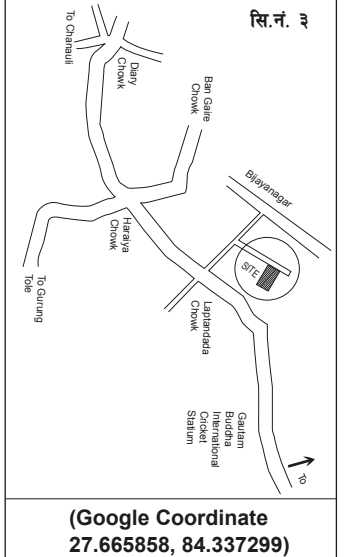 सि.नं. ३
To Chanauli
Diary
Chowk
Ban Gaire
Chowk
Bijayanagar
SITE
Haraiya
Chowk
Laptandada
Chowk
To Gurung
Tole
Gautam
Buddha
International
Cricket
Statium
To
(Google Coordinate
27.665858, 84.337299)